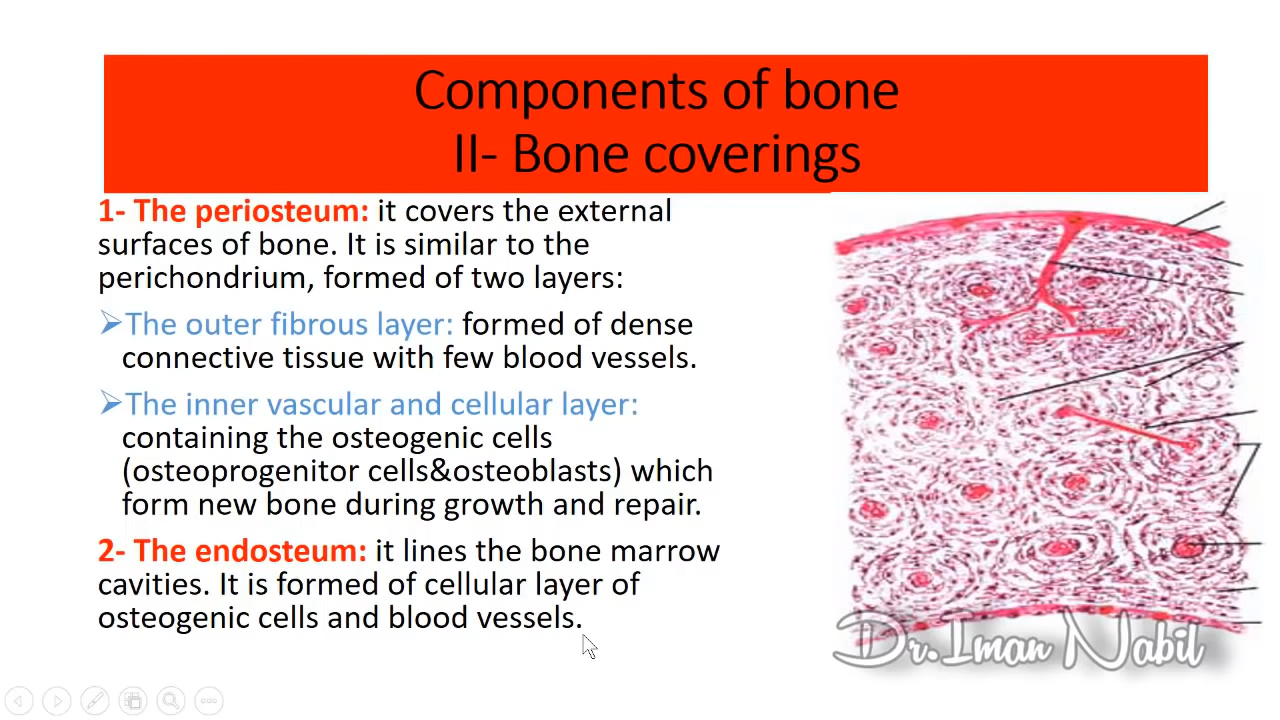 Components of bone
II- Bone coverings
1- The periosteum: it covers the external
surfaces of bone. It is similar to the
perichondrium, formed of two layers:
➢The outer fibrous layer: formed of dense
connective tissue with few blood vessels.
➢The inner vascular and cellular layer:
containing the osteogenic cells
(osteoprogenitor cells&osteoblasts) which
form new bone during growth and repair.
2- The endosteum: it lines the bone marrow
cavities. It is formed of cellular layer of
osteogenic cells and blood vessels.
Dr.Iman Nabil